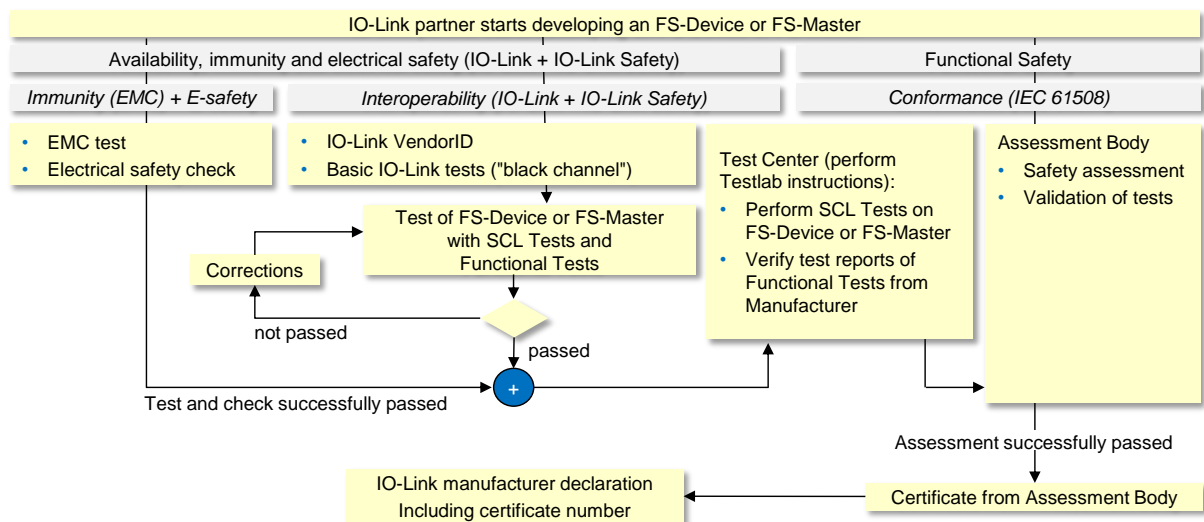 IO-Link partner starts developing an FS-Device or FS-Master
Availability, immunity and electrical safety (IO-Link + IO-Link Safety)
Functional Safety
Immunity (EMC) + E-safety
Interoperability (IO-Link + IO-Link Safety)
Conformance (IEC 61508)
• EMC test
• Electrical safety check
• IO-Link VendorID
• Basic IO-Link tests ("black channel")
Test of FS-Device or FS-Master
with SCL Tests and
Functional Tests
Corrections
not passed
passed
+
Test and check successfully passed
Test Center (perform
Testlab instructions):
• Perform SCL Tests on
FS-Device or FS-Master
• Verify test reports of
Functional Tests from
Manufacturer
Assessment Body
• Safety assessment
• Validation of tests
Assessment successfully passed
Certificate from Assessment Body
IO-Link manufacturer declaration
Including certificate number